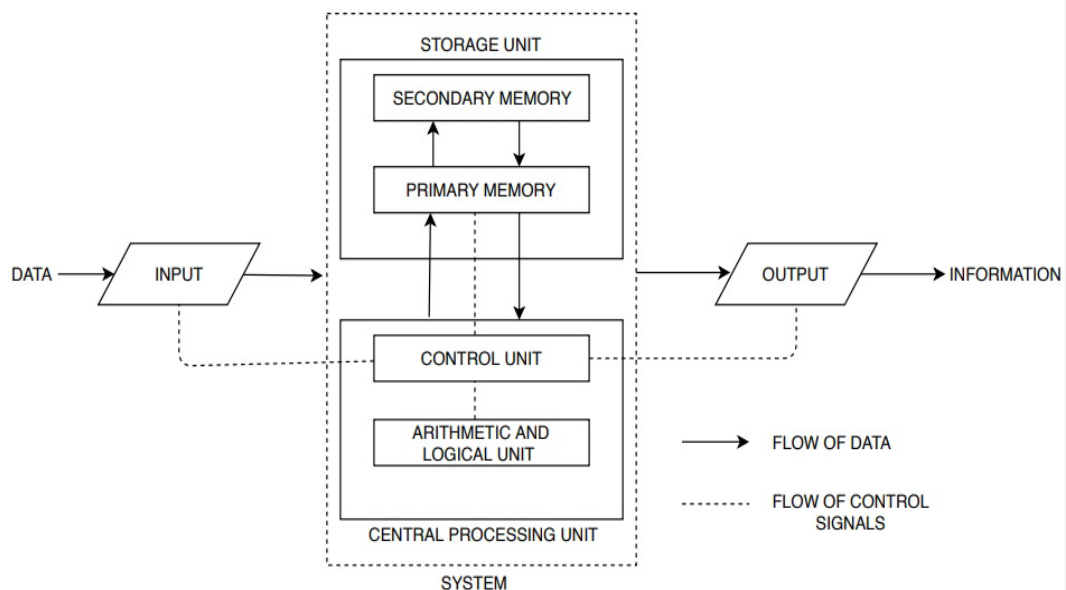 STORAGE UNIT
SECONDARY MEMORY
PRIMARY MEMORY
DATA
INPUT
OUTPUT
INFORMATION
CONTROL UNIT
ARITHMETIC AND
LOGICAL UNIT
CENTRAL PROCESSING UNIT
SYSTEM
FLOW OF DATA
FLOW OF CONTROL
SIGNALS